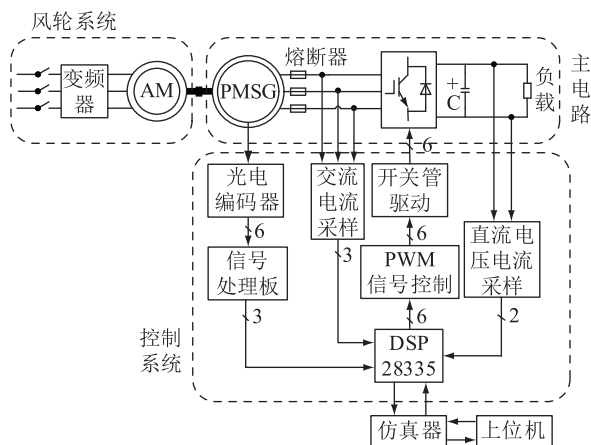 风轮系统
变频
器
AM
PMSG
熔断器
+
C
负
载
主
电
路
6
光电
编码器
交流
电流
采样
开关管
驱动
6
3
6
信号
处理板
PWM
信号控制
直流电
压电流
采样
3
6
2
控制
系统
DSP
28335
仿真器
上位机